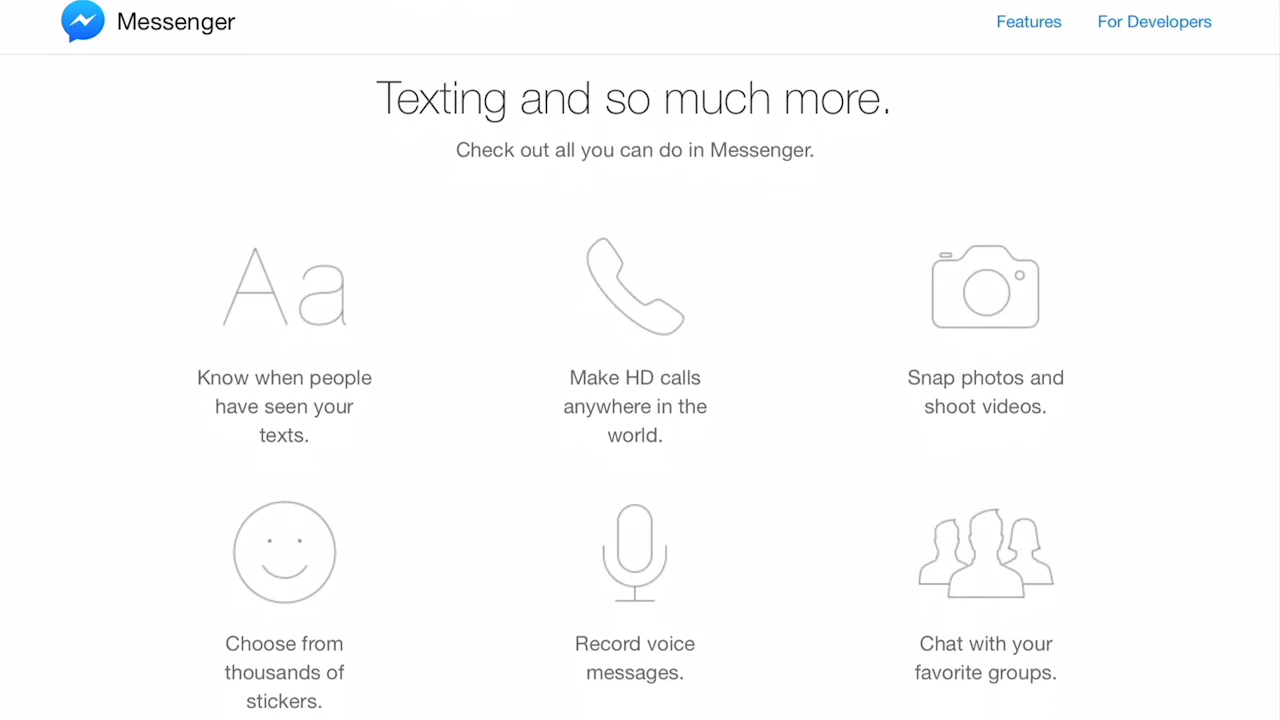 Messenger
Features
For Developers
Texting and so much more.
Check out all you can do in Messenger.
Aa
Know when people
have seen your
texts.
Make HD calls
anywhere in the
world.
Snap photos and
shoot videos.
Choose from
thousands of
stickers.
Record voice
messages.
Chat with your
favorite groups.